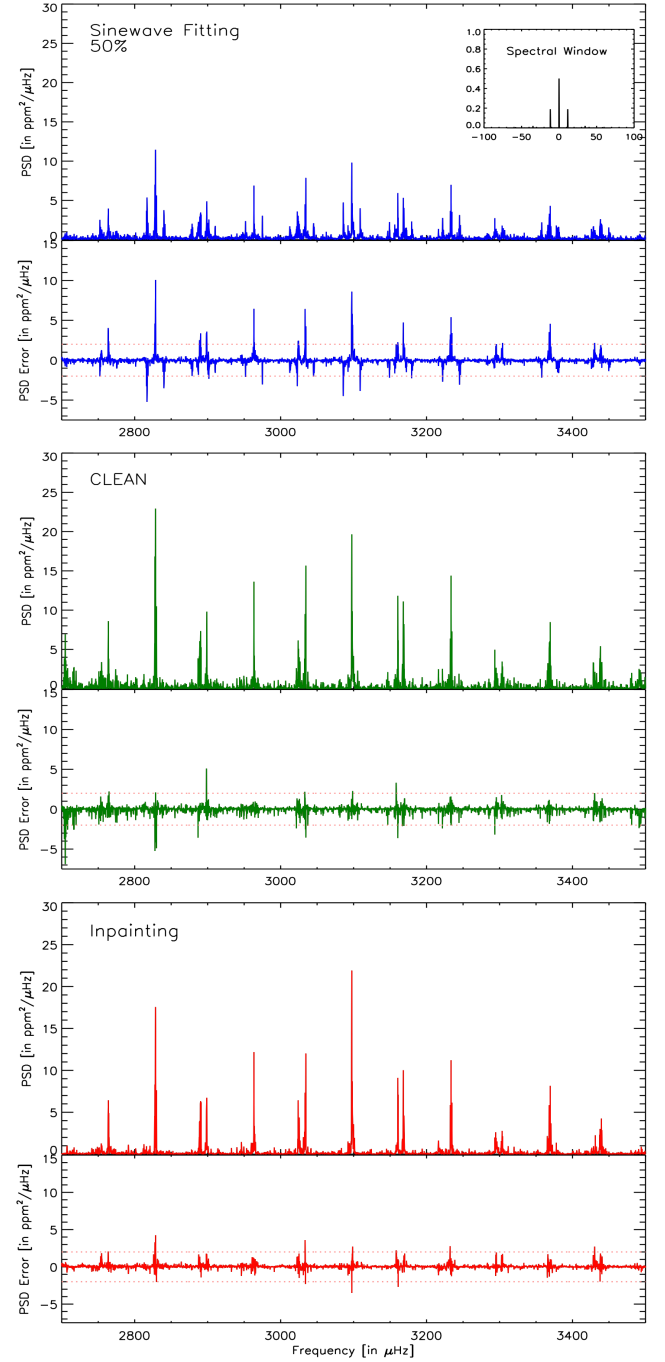 Sinewave Fitting
50%
Spectral Window
1.0
0.8
0.6
0.4
0.2
0.0
-100 -50 0 50 100
PSD [in ppm²/μHz]
30
25
20
15
10
5
0
PSD Error [in ppm²/μHz]
15
10
5
0
-5
2800 3000 3200 3400
CLEAN
PSD [in ppm²/μHz]
30
25
20
15
10
5
0
PSD Error [in ppm²/μHz]
15
10
5
0
-5
2800 3000 3200 3400
Inpainting
PSD [in ppm²/μHz]
30
25
20
15
10
5
0
PSD Error [in ppm²/μHz]
15
10
5
0
-5
2800 3000 3200 3400
Frequency [in μHz]